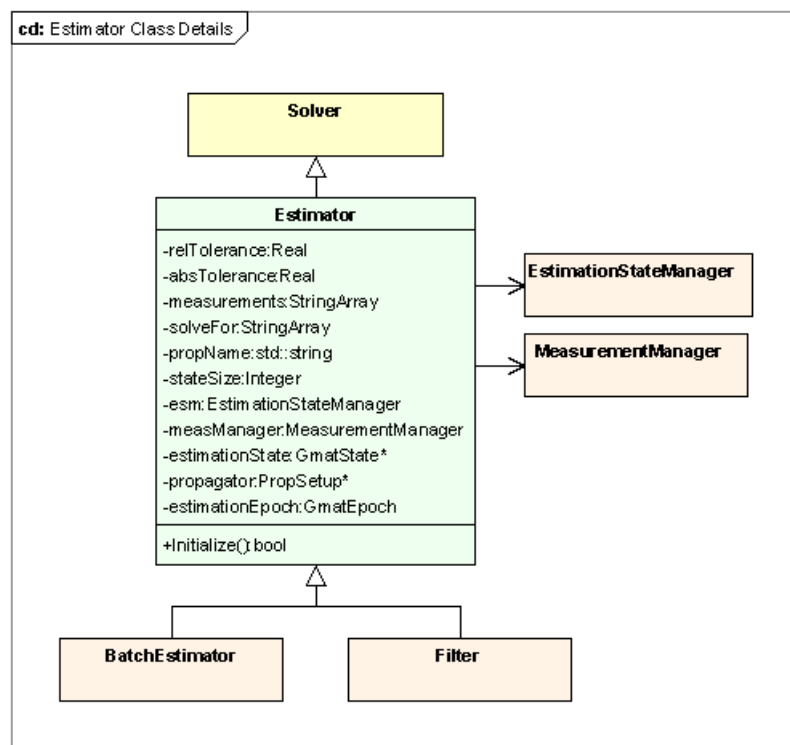 cd: Estimator Class Details
Solver
Estimator
-relTolerance:Real
-absTolerance:Real
-measurements:StringArray
-solveFor:StringArray
-propName:std::string
-stateSize:Integer
-esm:EstimationStateManager
-measManager:MeasurementManager
-estimationState:GmatState*
-propagator:PropSetup*
-estimationEpoch:GmatEpoch
+Initialize():bool
EstimationStateManager
MeasurementManager
BatchEstimator
Filter